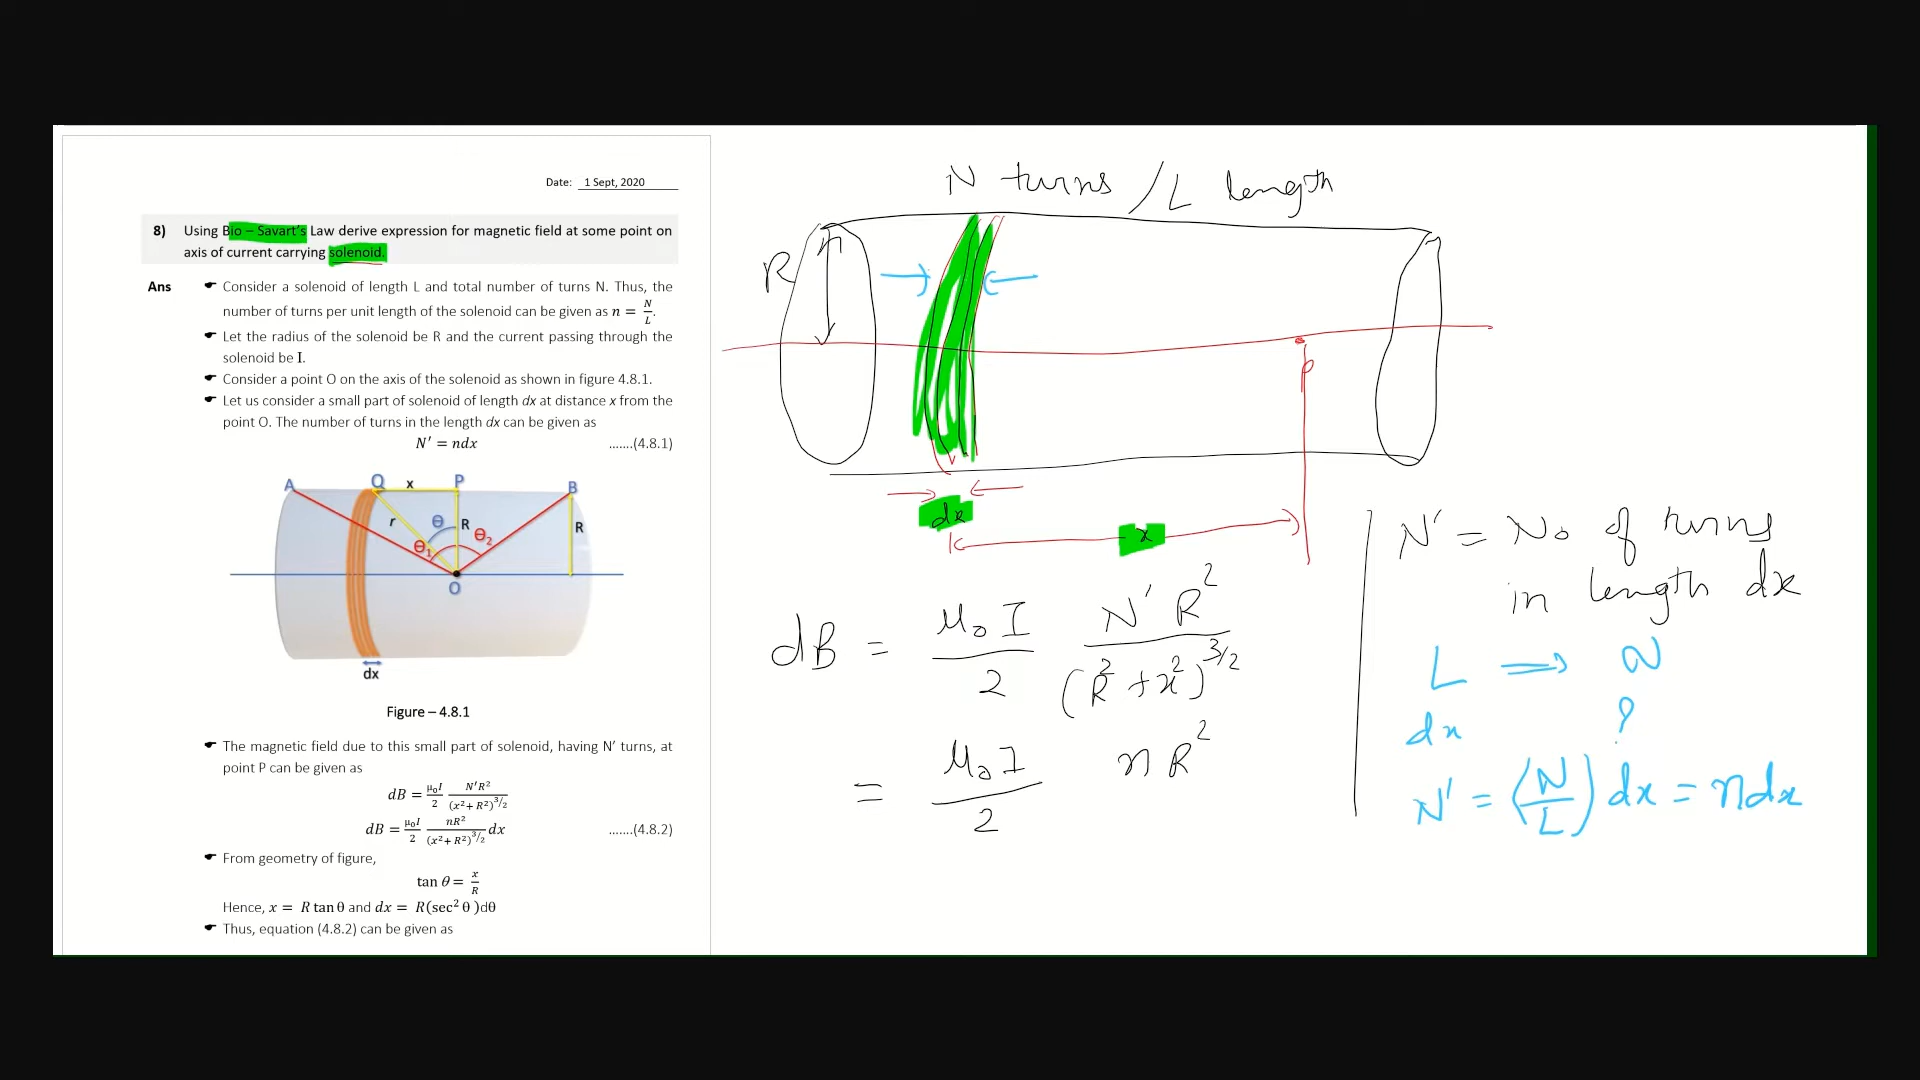 Date: 1 Sept, 2020
8) Using Bio – Savart's Law derive expression for magnetic field at some point on
axis of current carrying solenoid.
Ans ☛ Consider a solenoid of length L and total number of turns N. Thus, the
number of turns per unit length of the solenoid can be given as n = N/L.
☛ Let the radius of the solenoid be R and the current passing through the
solenoid be I.
☛ Consider a point O on the axis of the solenoid as shown in figure 4.8.1.
☛ Let us consider a small part of solenoid of length dx at distance x from the
point O. The number of turns in the length dx can be given as
N′ = ndx .......(4.8.1)
A Q x P B
r θ R θ₂ R
θ₁
O
dx
Figure – 4.8.1
☛ The magnetic field due to this small part of solenoid, having N′ turns, at
point P can be given as
dB = μ₀I/2 N′R²/(x²+ R²)^3/2
dB = μ₀I/2 nR²/(x²+ R²)^3/2 dx .......(4.8.2)
☛ From geometry of figure,
tan θ = x/R
Hence, x = R tan θ and dx = R(sec² θ )dθ
☛ Thus, equation (4.8.2) can be given as
N turns / L length
R
P
dx
x
dB = μ₀I/2 N′R²/(R²+x²)^3/2
= μ₀I/2 nR²
N′ = No of turns
in length dx
L ⟹ N
dx ?
N′ = (N/L) dx = ndx